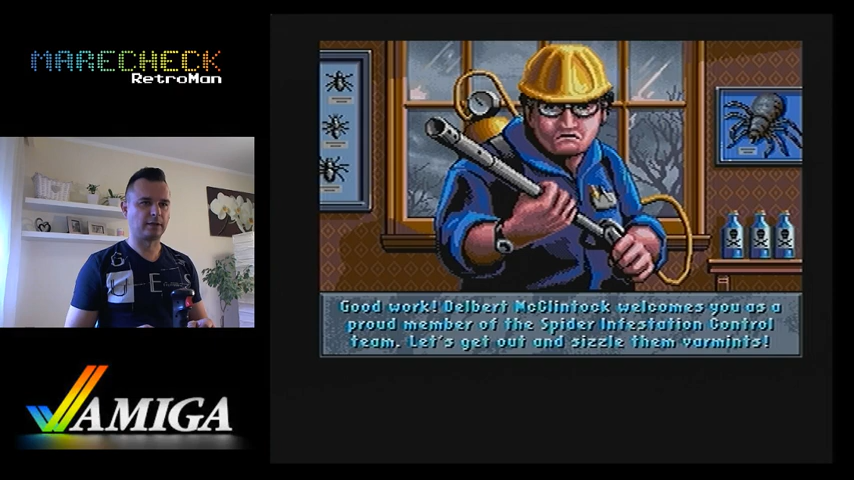 MARECHECK
RetroMan
G
U E S
AMIGA
Good work! Delbert McClintock welcomes you as a
proud member of the Spider Infestation Control
team. Let's get out and sizzle them varmints!